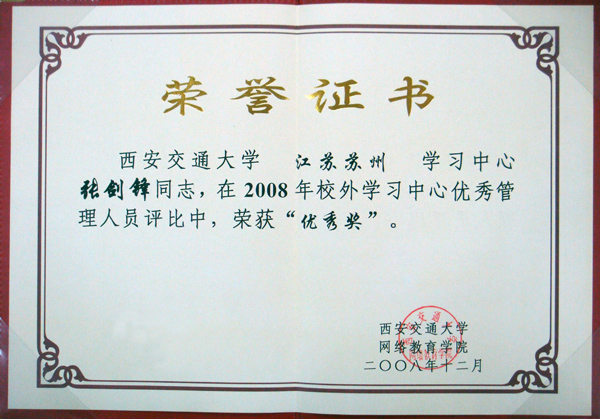 荣誉证书
西安交通大学 江苏苏州 学习中心
张剑锋同志，在2008年校外学习中心优秀管
理人员评比中，荣获“优秀奖”。
西安交通大学
网络教育学院
二〇〇八年十二月